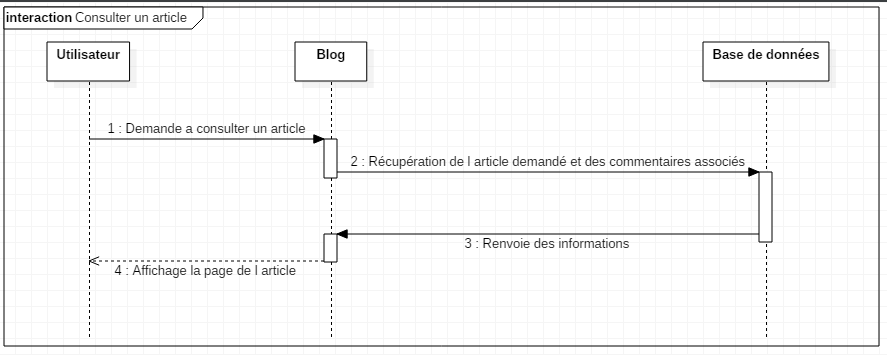 interaction Consulter un article
Utilisateur
Blog
Base de données
1 : Demande a consulter un article
2 : Récupération de l article demandé et des commentaires associés
3 : Renvoie des informations
4 : Affichage la page de l article